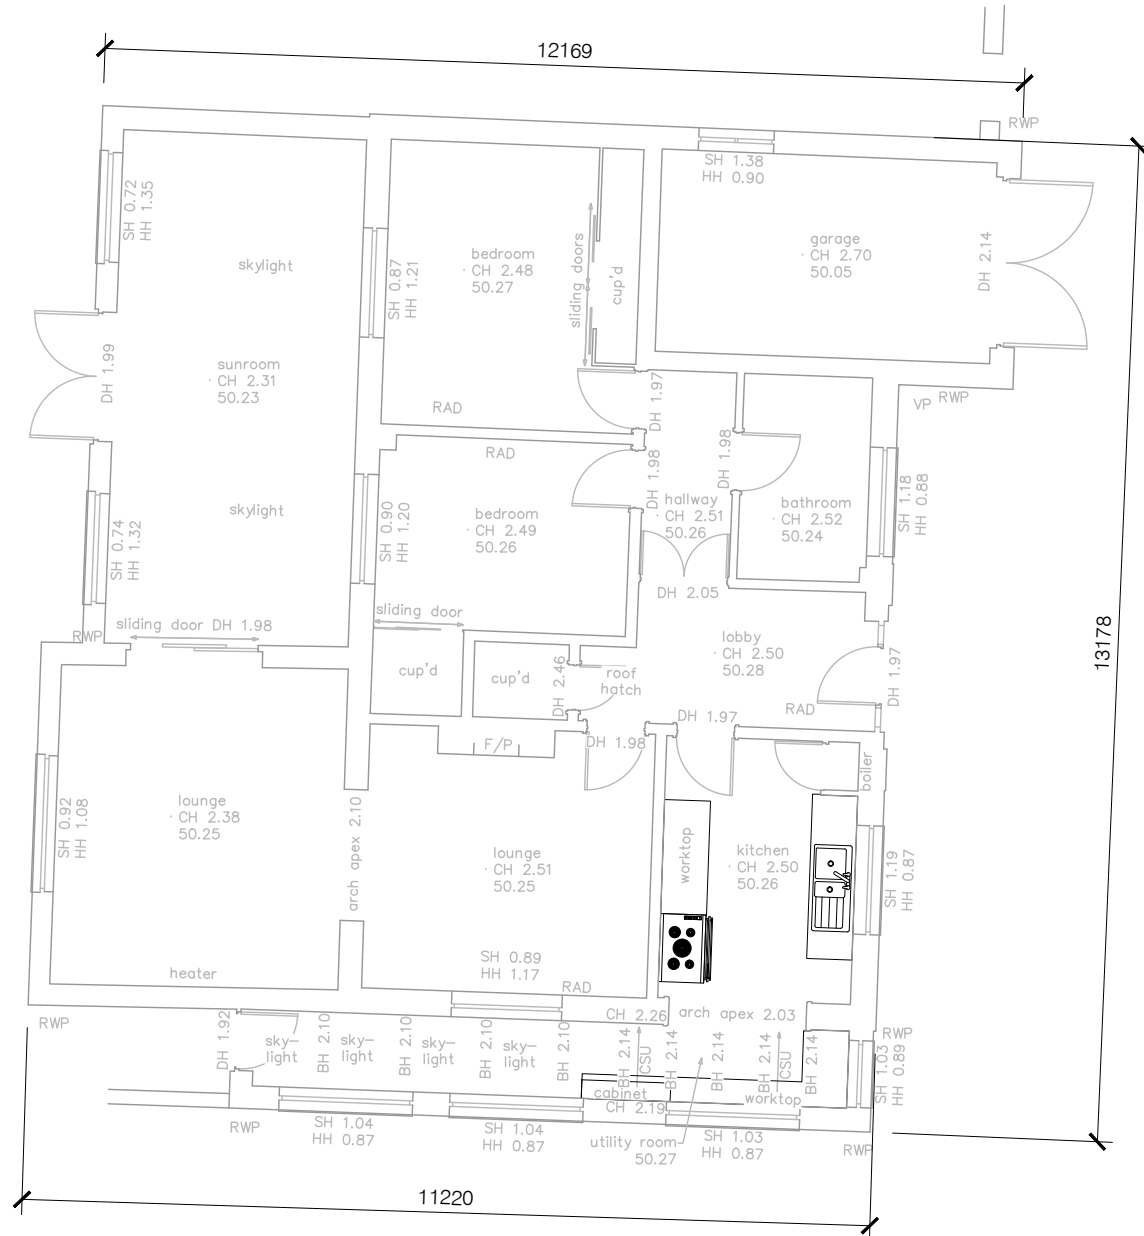 12169
RWP
SH 1.38
HH 0.90
SH 0.72
HH 1.35
skylight
SH 0.87
HH 1.21
bedroom
CH 2.48
50.27
sliding doors
cup'd
garage
CH 2.70
50.05
DH 2.14
DH 1.99
sunroom
CH 2.31
50.23
RAD
DH 1.97
VP
RWP
RAD
DH 1.98
DH 1.98
skylight
SH 0.74
HH 1.32
SH 0.90
HH 1.20
bedroom
CH 2.49
50.26
hallway
CH 2.51
50.26
bathroom
CH 2.52
50.24
SH 1.18
HH 0.88
DH 2.05
sliding door
sliding door DH 1.98
RWP
lobby
CH 2.50
50.28
13178
cup'd
cup'd
DH 2.46
roof
hatch
DH 1.97
RAD
DH 1.97
F/P
DH 1.98
boiler
lounge
CH 2.38
50.25
SH 0.92
HH 1.08
arch apex 2.10
lounge
CH 2.51
50.25
worktop
kitchen
CH 2.50
50.26
SH 1.19
HH 0.87
heater
SH 0.89
HH 1.17
RAD
CH 2.26
arch apex 2.03
RWP
RWP
DH 1.92
sky-
light
BH 2.10
sky-
light
BH 2.10
sky-
light
BH 2.10
sky-
light
BH 2.10
BH 2.14
CSU
BH 2.14
BH 2.14
BH 2.14
CSU
BH 2.14
SH 1.03
HH 0.89
cabinet
CH 2.19
worktop
RWP
SH 1.04
HH 0.87
SH 1.04
HH 0.87
utility room
50.27
SH 1.03
HH 0.87
RWP
11220